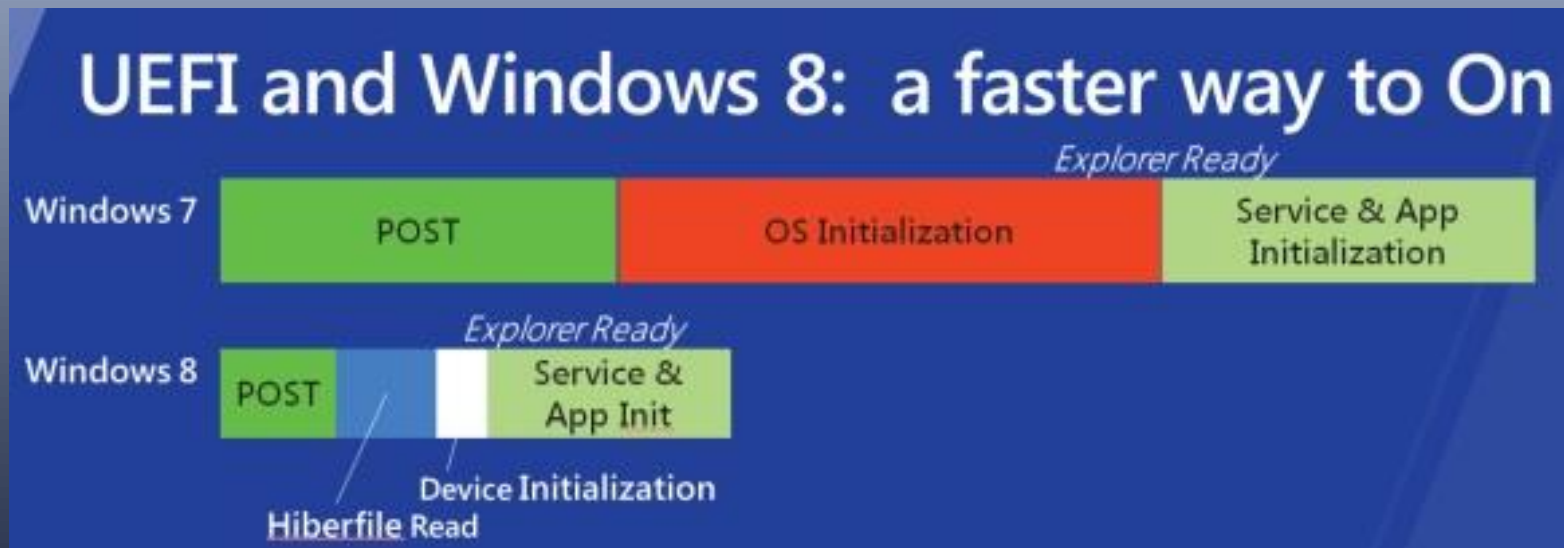 UEFI and Windows 8: a faster way to On
Explorer Ready
Windows 7
POST
OS Initialization
Service & App
Initialization
Explorer Ready
Windows 8
POST
Service &
App Init
Device Initialization
Hiberfile Read